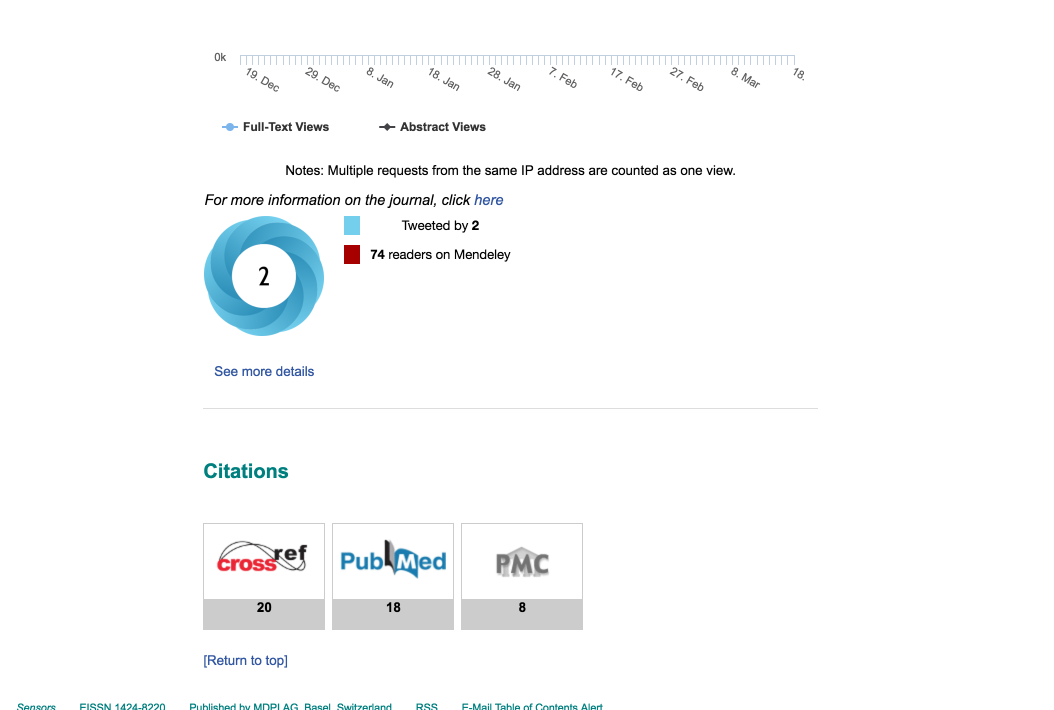 0k
19. Dec 29. Dec 8. Jan 18. Jan 28. Jan 7. Feb 17. Feb 27. Feb 8. Mar 18.
Full-Text Views Abstract Views
Notes: Multiple requests from the same IP address are counted as one view.
For more information on the journal, click here
2
Tweeted by 2
74 readers on Mendeley
See more details
Citations
crossref PubMed PMC
20 18 8
[Return to top]
Sensors EISSN 1424-8220 Published by MDPI AG, Basel, Switzerland RSS E-Mail Table of Contents Alert